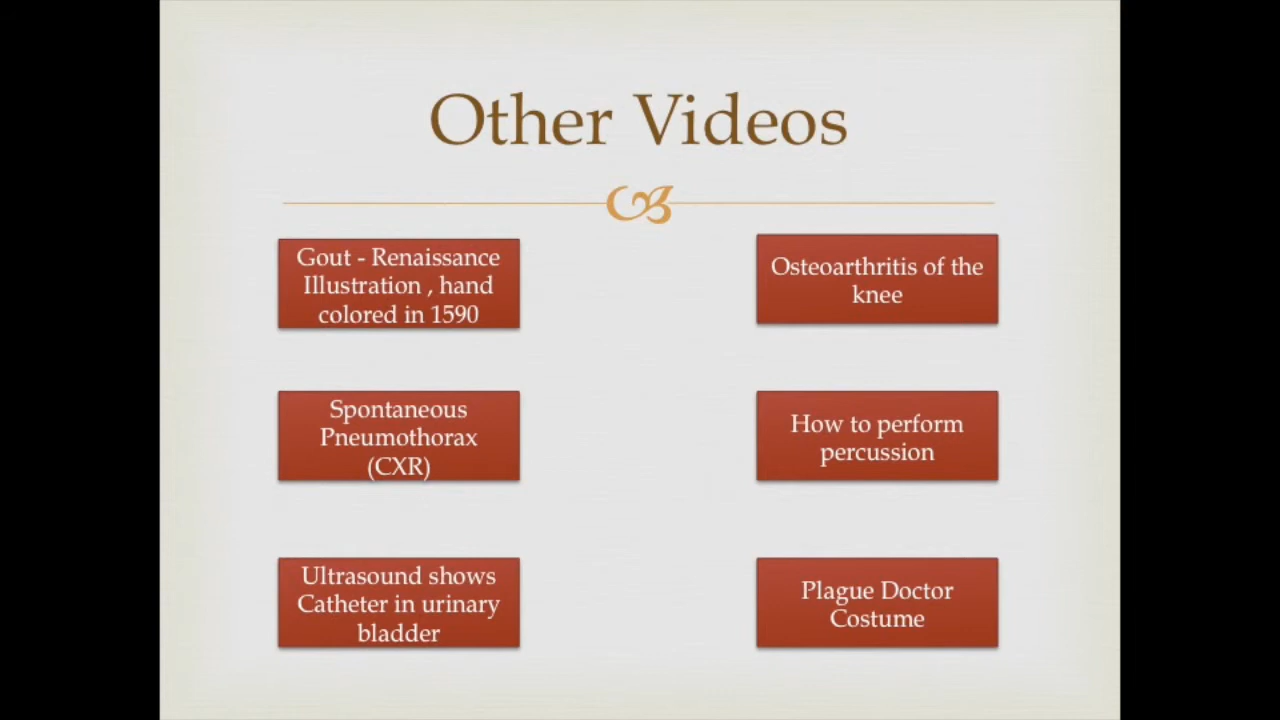 Other Videos
Gout - Renaissance
Illustration , hand
colored in 1590
Osteoarthritis of the
knee
Spontaneous
Pneumothorax
(CXR)
How to perform
percussion
Ultrasound shows
Catheter in urinary
bladder
Plague Doctor
Costume